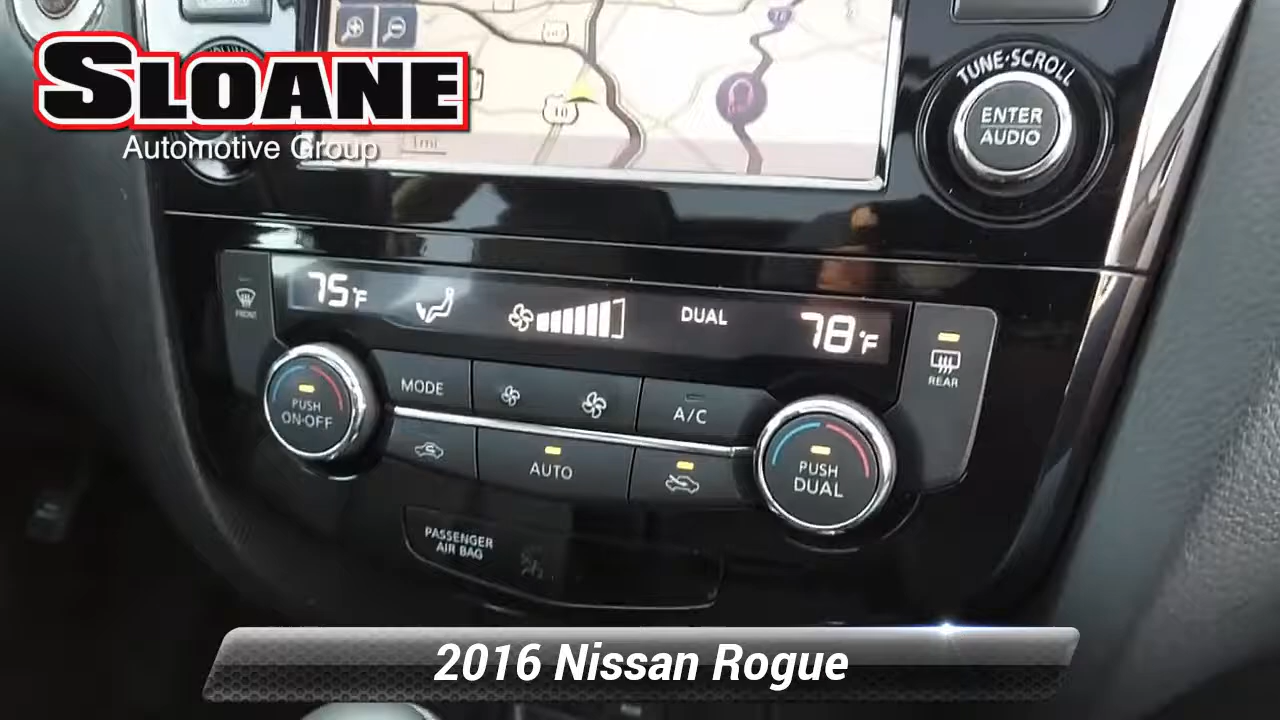 SLOANE
Automotive Group
1mi
TUNE·SCROLL
ENTER
AUDIO
75°F
DUAL
78°F
FRONT
REAR
PUSH
ON·OFF
MODE
A/C
AUTO
PUSH
DUAL
PASSENGER
AIR BAG
2016 Nissan Rogue